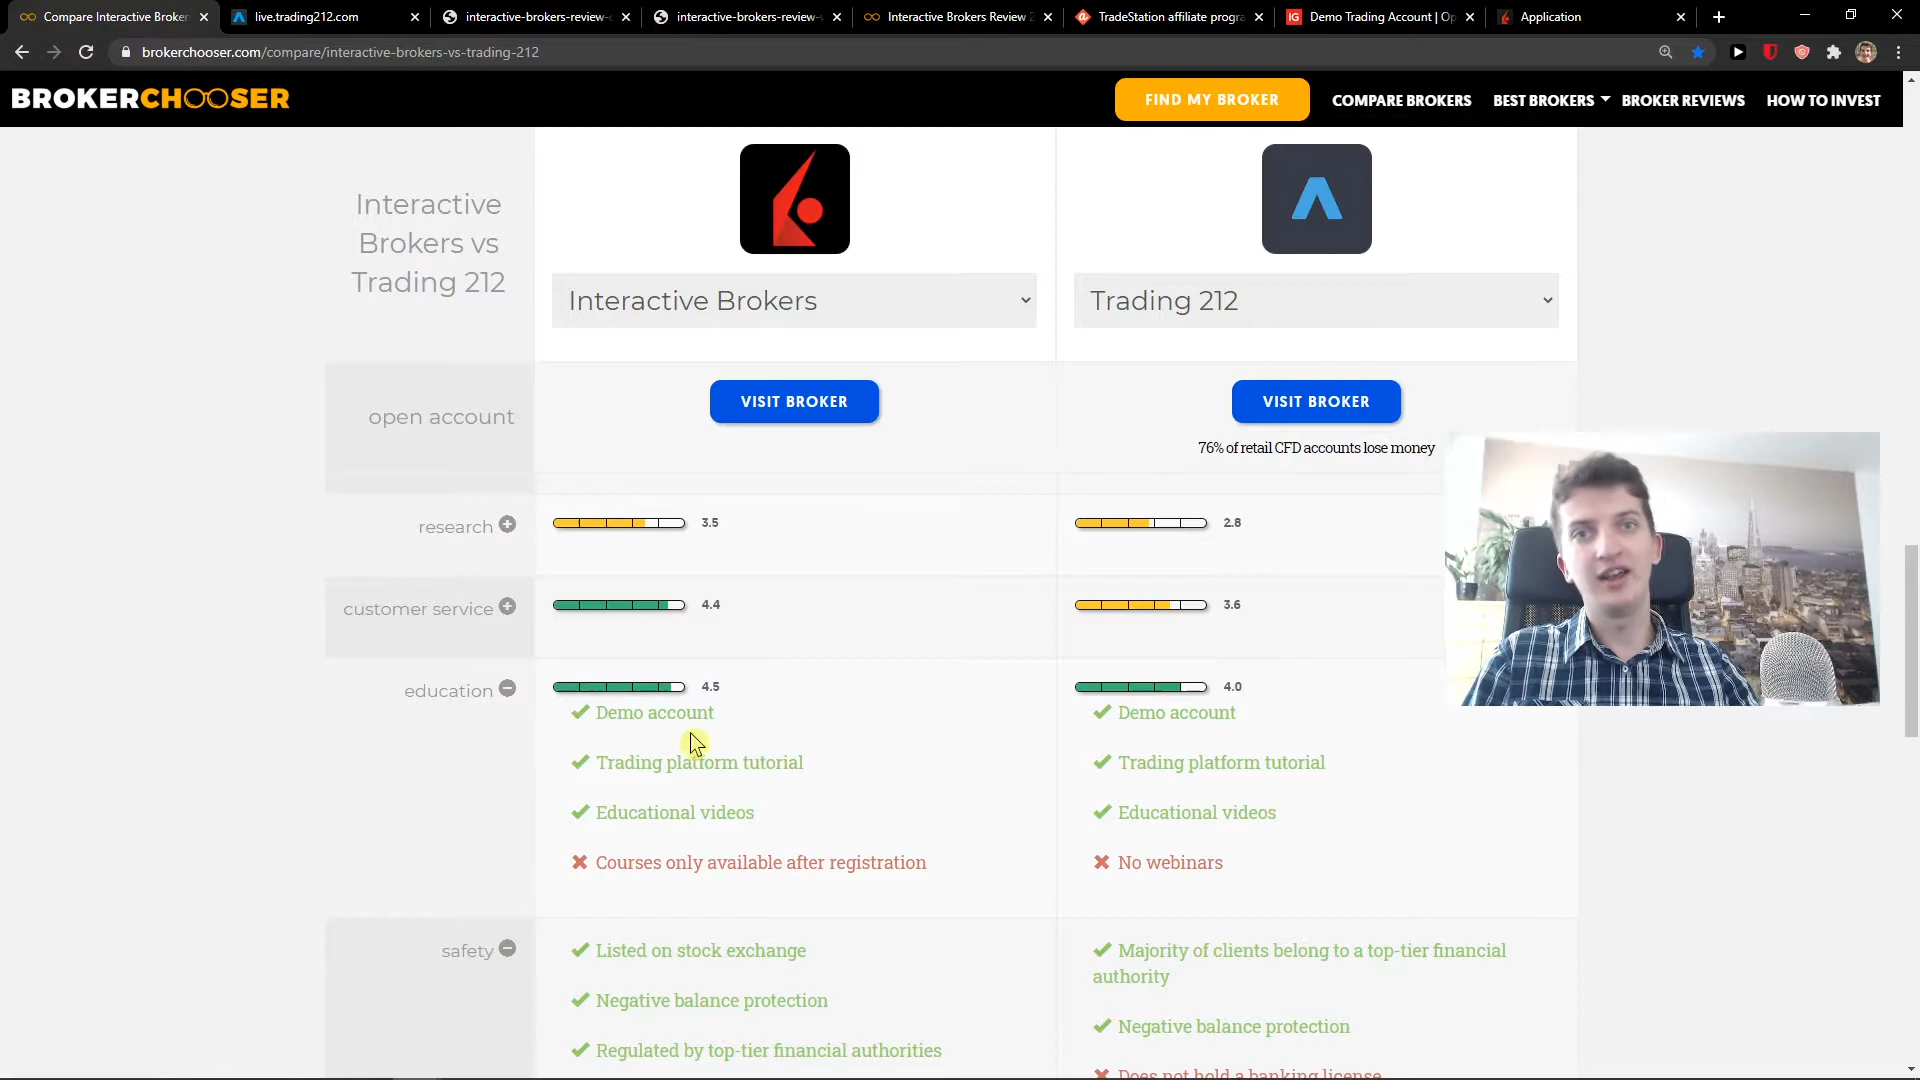 Compare Interactive Broker
live.trading212.com
interactive-brokers-review-
interactive-brokers-review-
Interactive Brokers Review 2
TradeStation affiliate progra
IG
Demo Trading Account | Op
Application
brokerchooser.com/compare/interactive-brokers-vs-trading-212
BROKERCHOOSER
FIND MY BROKER
COMPARE BROKERS
BEST BROKERS
BROKER REVIEWS
HOW TO INVEST
Interactive
Brokers vs
Trading 212
Interactive Brokers
Trading 212
open account
VISIT BROKER
VISIT BROKER
76% of retail CFD accounts lose money
research
3.5
2.8
customer service
4.4
3.6
education
4.5
4.0
Demo account
Demo account
Trading platform tutorial
Trading platform tutorial
Educational videos
Educational videos
Courses only available after registration
No webinars
safety
Listed on stock exchange
Majority of clients belong to a top-tier financial
authority
Negative balance protection
Negative balance protection
Regulated by top-tier financial authorities
Does not hold a banking license